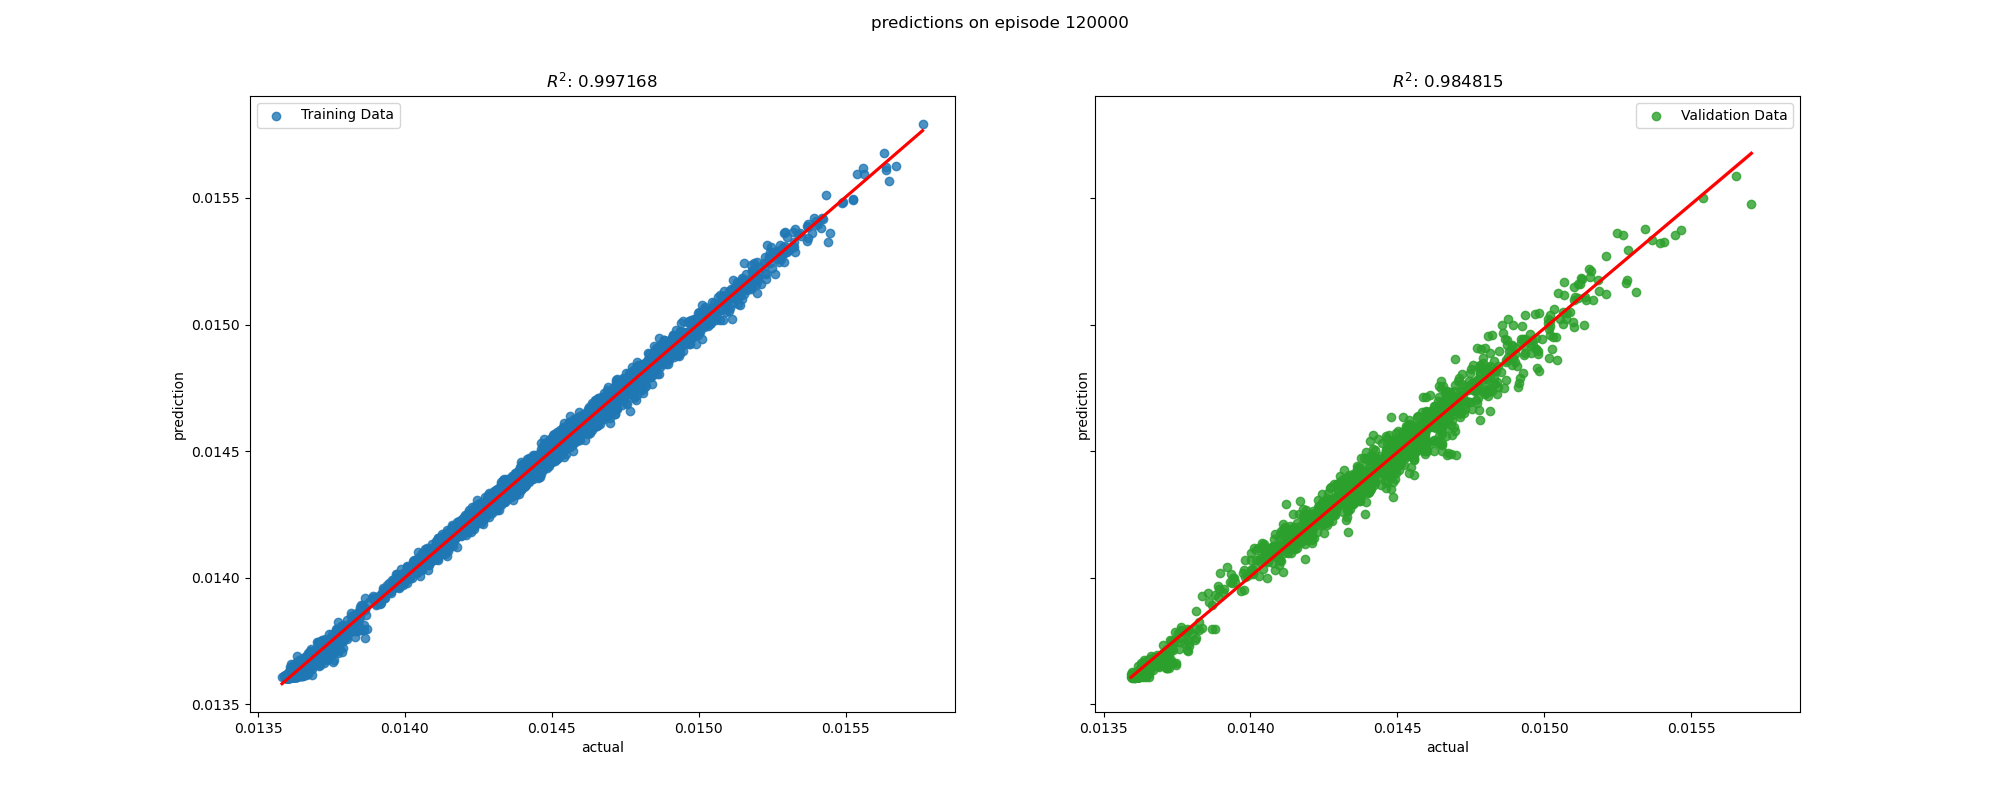 predictions on episode 120000
R²: 0.997168
Training Data
0.0155
0.0150
0.0145
0.0140
0.0135
prediction
0.0135 0.0140 0.0145 0.0150 0.0155
actual
R²: 0.984815
Validation Data
prediction
0.0135 0.0140 0.0145 0.0150 0.0155
actual